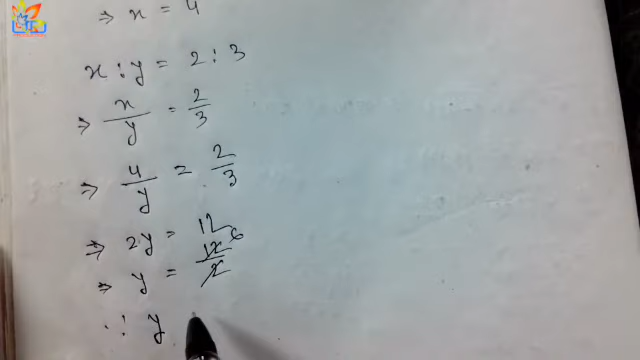 ⇒ x = 4
x : y = 2 : 3
⇒ x/y = 2/3
⇒ 4/y = 2/3
⇒ 2y = 12
⇒ y = 12/2 6
∴ y